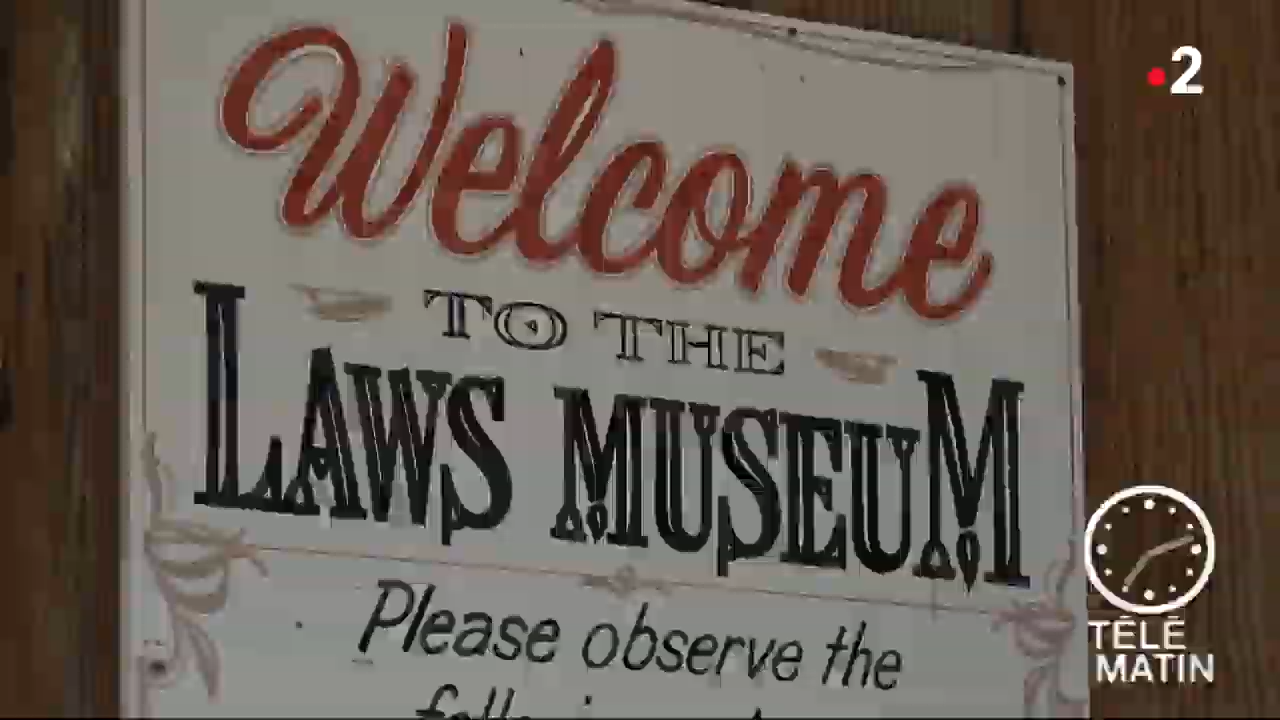 Welcome
TO THE
LAWS MUSEUM
Please observe the
2
TÉLÉ
MATIN